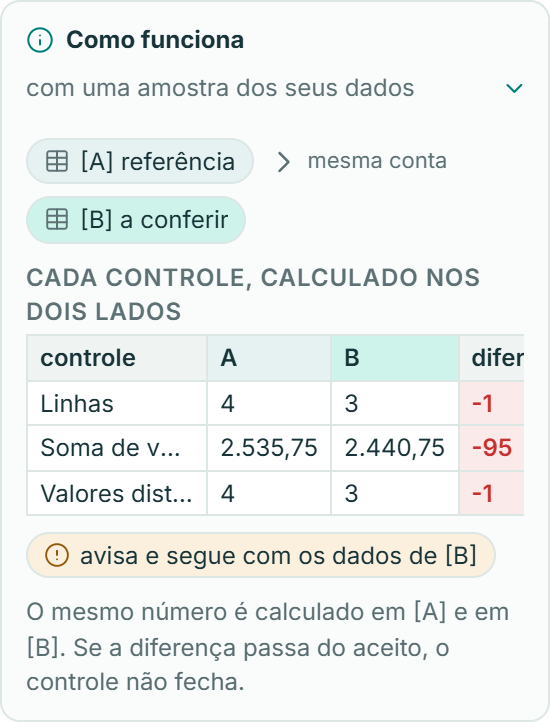 Como funciona
com uma amostra dos seus dados
[A] referência
mesma conta
[B] a conferir
CADA CONTROLE, CALCULADO NOS
DOIS LADOS
controle A B difer
Linhas 4 3 -1
Soma de v... 2.535,75 2.440,75 -95
Valores dist... 4 3 -1
avisa e segue com os dados de [B]
O mesmo número é calculado em [A] e em
[B]. Se a diferença passa do aceito, o
controle não fecha.